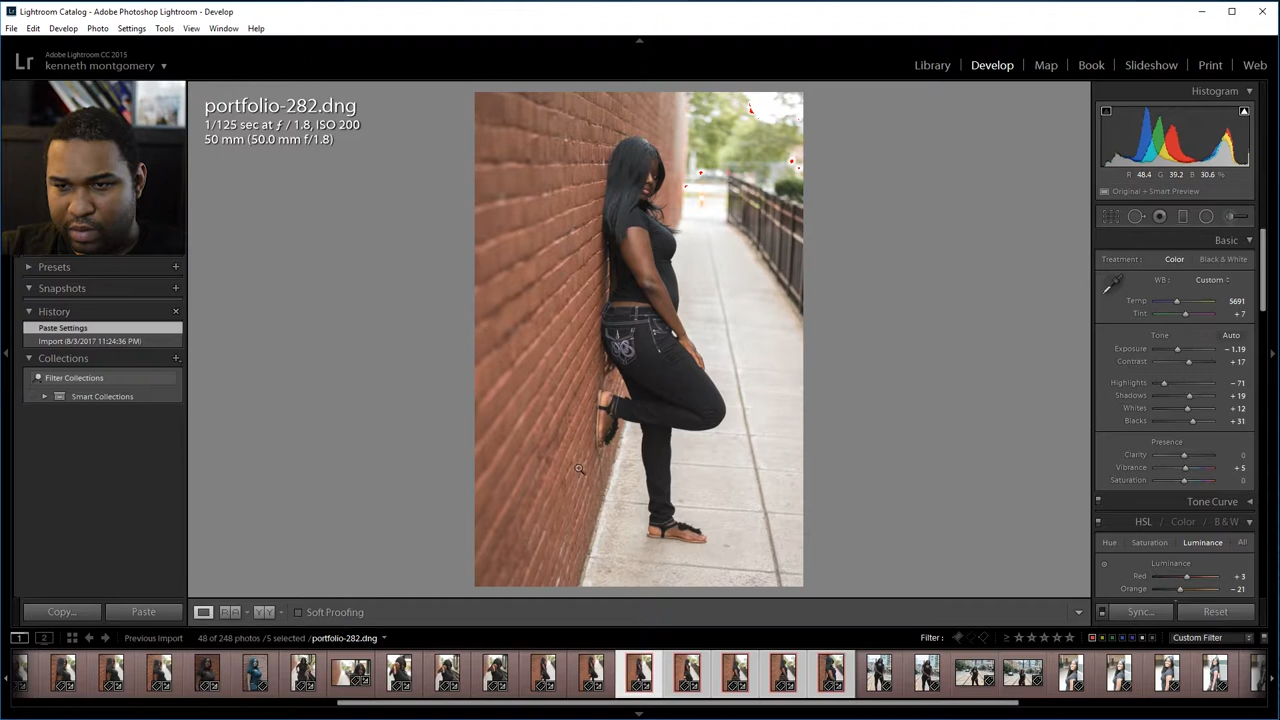 Lightroom Catalog - Adobe Photoshop Lightroom - Develop
File Edit Develop Photo Settings Tools View Window Help
Lr
Adobe Lightroom CC 2015
kenneth montgomery
Library | Develop | Map | Book | Slideshow | Print | Web
portfolio-282.dng
1/125 sec at ƒ / 1.8, ISO 200
50 mm (50.0 mm f/1.8)
Histogram
R 48.4 G 39.2 B 30.6 %
Original + Smart Preview
Basic
Treatment: Color | Black & White
WB: Custom
Temp 5691
Tint + 7
Tone Auto
Exposure − 1.19
Contrast + 17
Highlights − 71
Shadows + 19
Whites + 12
Blacks + 31
Presence
Clarity 0
Vibrance + 5
Saturation 0
Tone Curve
HSL / Color / B & W
Hue Saturation Luminance All
Luminance
Red + 3
Orange − 21
Presets
Snapshots
History
Paste Settings
Import (8/3/2017 11:24:36 PM)
Collections
Filter Collections
Smart Collections
Copy... Paste
Soft Proofing
Sync... Reset
1 2 Previous Import 48 of 248 photos /5 selected /portfolio-282.dng Filter : Custom Filter